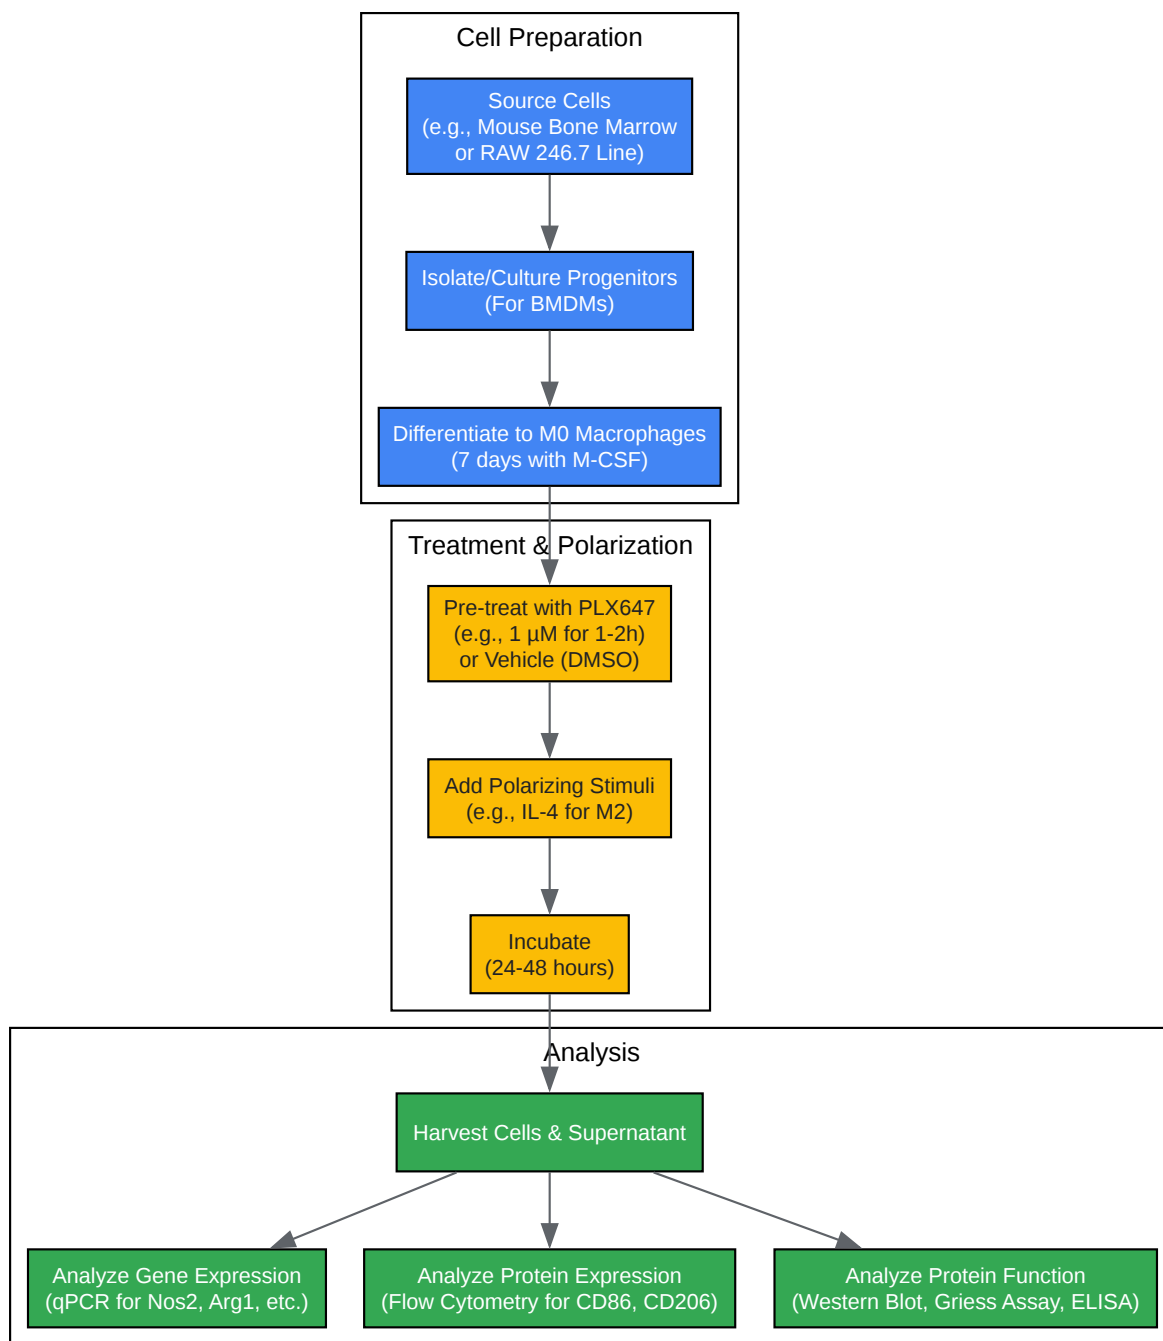 Cell Preparation
Source Cells
(e.g., Mouse Bone Marrow
or RAW 246.7 Line)
Isolate/Culture Progenitors
(For BMDMs)
Differentiate to M0 Macrophages
(7 days with M-CSF)
Treatment & Polarization
Pre-treat with PLX647
(e.g., 1 µM for 1-2h)
or Vehicle (DMSO)
Add Polarizing Stimuli
(e.g., IL-4 for M2)
Incubate
(24-48 hours)
Analysis
Harvest Cells & Supernatant
Analyze Gene Expression
(qPCR for Nos2, Arg1, etc.)
Analyze Protein Expression
(Flow Cytometry for CD86, CD206)
Analyze Protein Function
(Western Blot, Griess Assay, ELISA)